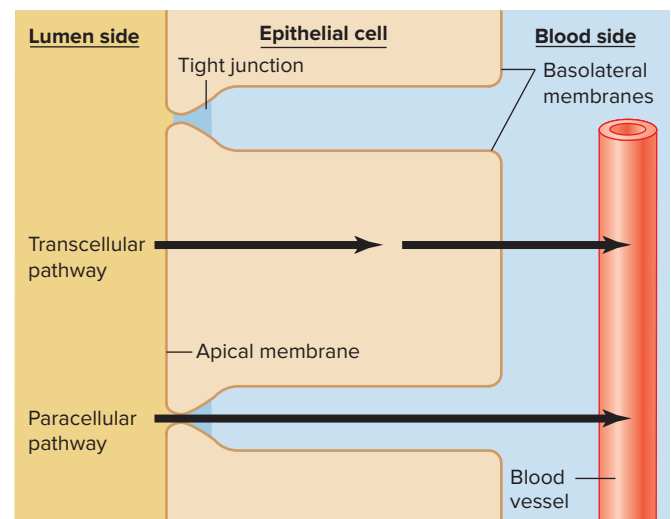 Lumen side
Epithelial cell
Blood side
Tight junction
Basolateral
membranes
Transcellular
pathway
Apical membrane
Paracellular
pathway
Blood
vessel